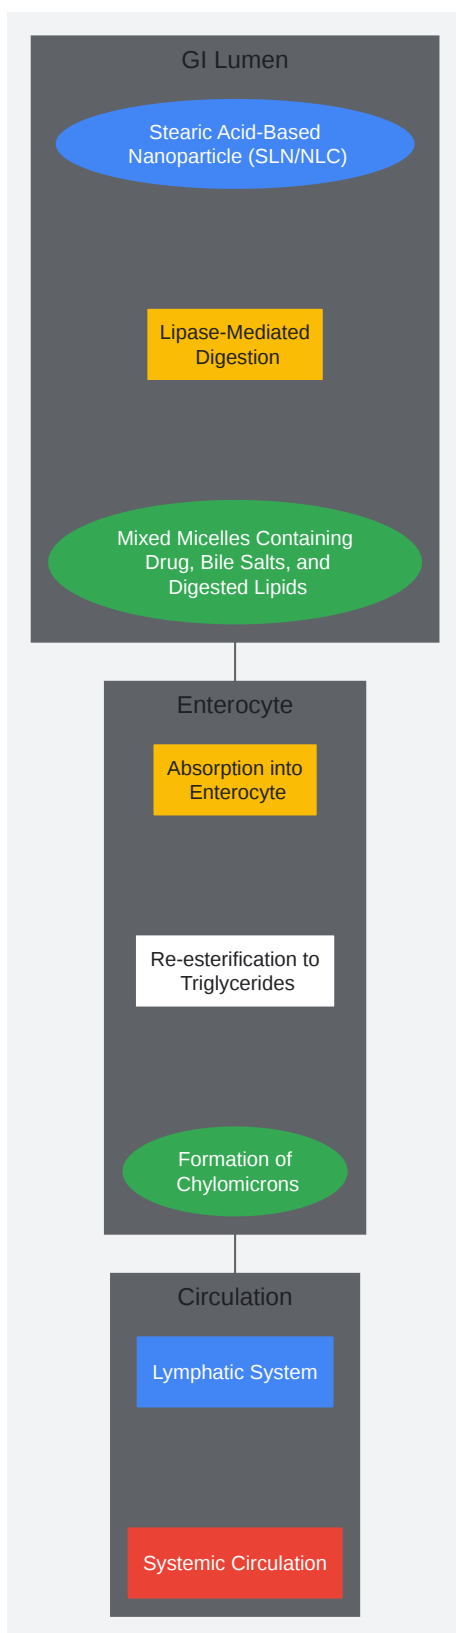 GI Lumen
Stearic Acid-Based
Nanoparticle (SLN/NLC)
Lipase-Mediated
Digestion
Mixed Micelles Containing
Drug, Bile Salts, and
Digested Lipids
Enterocyte
Absorption into
Enterocyte
Re-esterification to
Triglycerides
Formation of
Chylomicrons
Circulation
Lymphatic System
Systemic Circulation